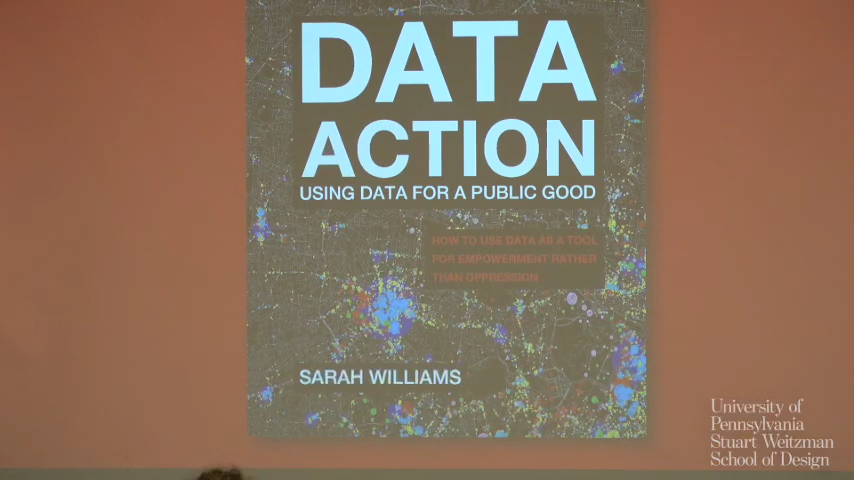 DATA
ACTION
USING DATA FOR A PUBLIC GOOD
HOW TO USE DATA AS A TOOL
FOR EMPOWERMENT RATHER
THAN OPPRESSION
SARAH WILLIAMS
University of
Pennsylvania
Stuart Weitzman
School of Design